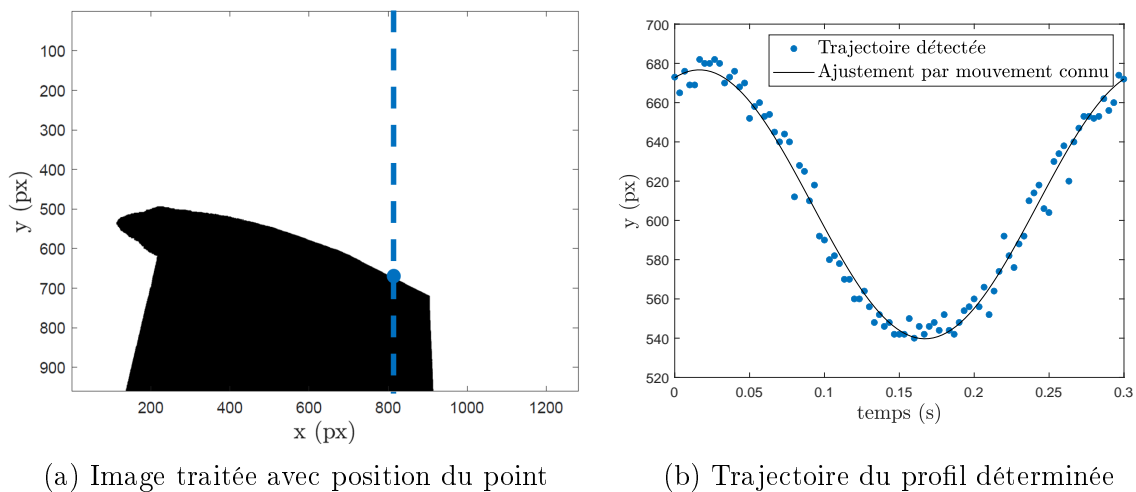 100
200
300
400
500
600
700
800
900
y (px)
200 400 600 800 1000 1200
x (px)
(a) Image traitée avec position du point
700
680
660
640
620
600
580
560
540
520
y (px)
Trajectoire détectée
Ajustement par mouvement connu
0 0.05 0.1 0.15 0.2 0.25 0.3
temps (s)
(b) Trajectoire du profil déterminée